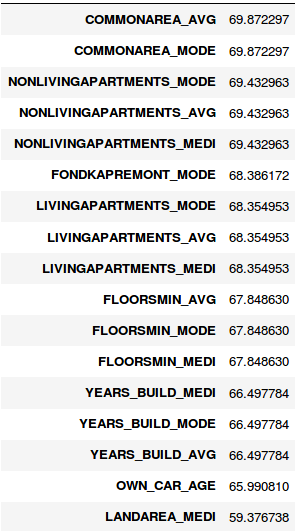 COMMONAREA_AVG 69.872297
COMMONAREA_MODE 69.872297
NONLIVINGAPARTMENTS_MODE 69.432963
NONLIVINGAPARTMENTS_AVG 69.432963
NONLIVINGAPARTMENTS_MEDI 69.432963
FONDKAPREMONT_MODE 68.386172
LIVINGAPARTMENTS_MODE 68.354953
LIVINGAPARTMENTS_AVG 68.354953
LIVINGAPARTMENTS_MEDI 68.354953
FLOORSMIN_AVG 67.848630
FLOORSMIN_MODE 67.848630
FLOORSMIN_MEDI 67.848630
YEARS_BUILD_MEDI 66.497784
YEARS_BUILD_MODE 66.497784
YEARS_BUILD_AVG 66.497784
OWN_CAR_AGE 65.990810
LANDAREA_MEDI 59.376738